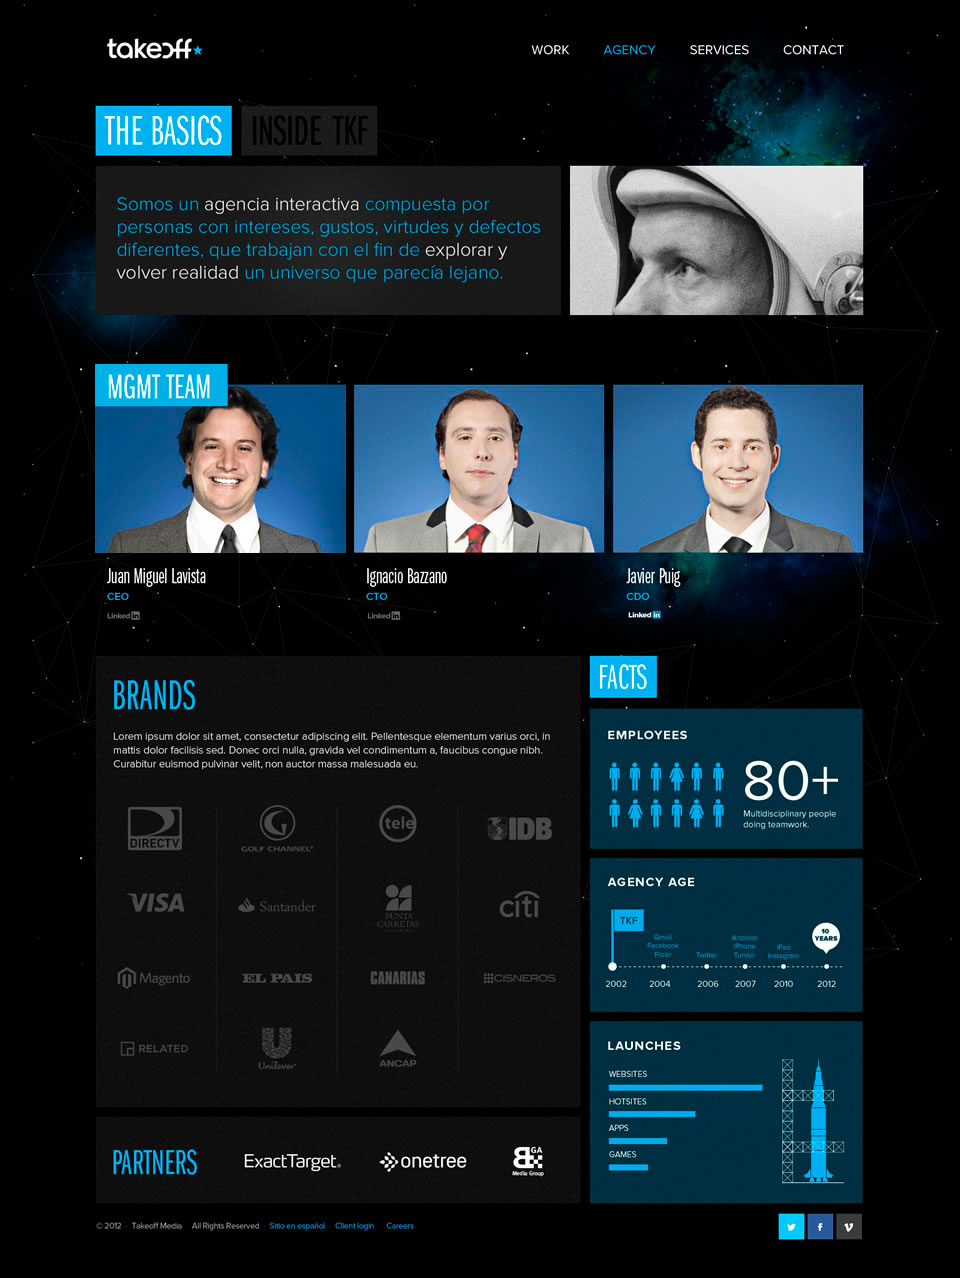 takeoff
WORK
AGENCY
SERVICES
CONTACT
THE BASICS
INSIDE TKF
Somos un agencia interactiva compuesta por
personas con intereses, gustos, virtudes y defectos
diferentes, que trabajan con el fin de explorar y
volver realidad un universo que parecía lejano.
MGMT TEAM
Juan Miguel Lavista
CEO
Linked in
Ignacio Bazzano
CTO
Linked in
Javier Puig
CDO
Linked in
BRANDS
Lorem ipsum dolor sit amet, consectetur adipiscing elit. Pellentesque elementum varius orci, in
mattis dolor facilisis sed. Donec orci nulla, gravida vel condimentum a, faucibus congue nibh.
Curabitur euismod pulvinar velit, non auctor massa malesuada eu.
DIRECTV
GOLF CHANNEL
tele
IDB
VISA
Santander
PUNTA
CARRETAS
citi
Magento
EL PAIS
CANARIAS
CISNEROS
RELATED
Unilever
ANCAP
PARTNERS
ExactTarget.
onetree
GA
Media Group
FACTS
EMPLOYEES
80+
Multidisciplinary people
doing teamwork.
AGENCY AGE
TKF
Gmail
Facebook
Flickr
Twitter
Android
iPhone
Tumblr
iPad
Instagram
10
YEARS
2002
2004
2006
2007
2010
2012
LAUNCHES
WEBSITES
HOTSITES
APPS
GAMES
© 2012 · Takeoff Media
All Rights Reserved · Sitio en español · Client login · Careers